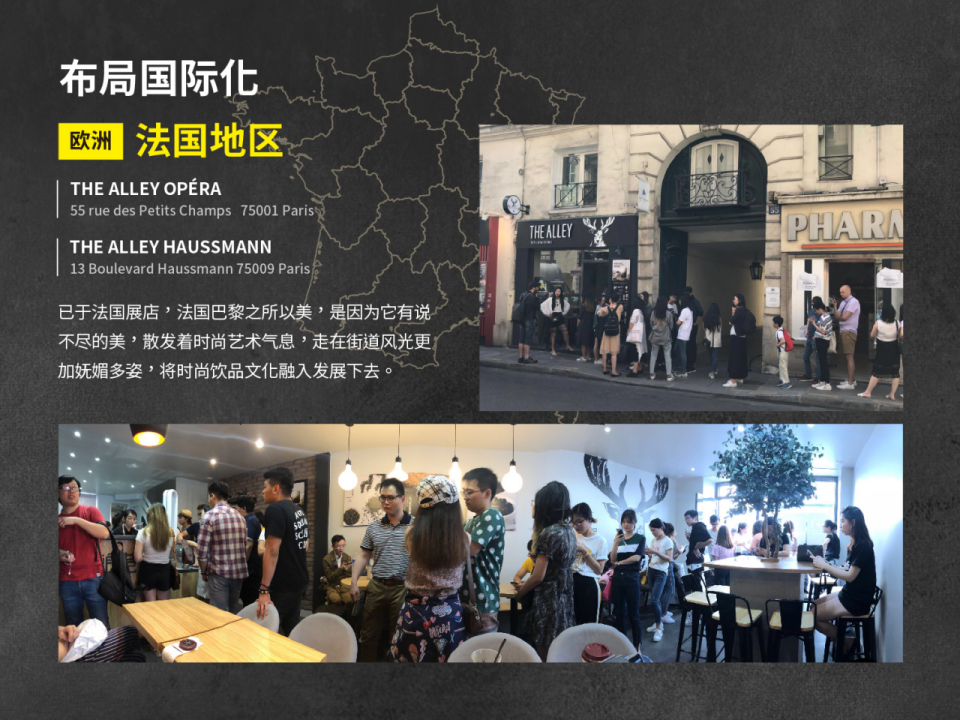 布局国际化
欧洲 法国地区
THE ALLEY OPÉRA
55 rue des Petits Champs 75001 Paris
THE ALLEY HAUSSMANN
13 Boulevard Haussmann 75009 Paris
已于法国展店，法国巴黎之所以美，是因为它有说
不尽的美，散发着时尚艺术气息，走在街道风光更
加妩媚多姿，将时尚饮品文化融入发展下去。
THE ALLEY
PHARM